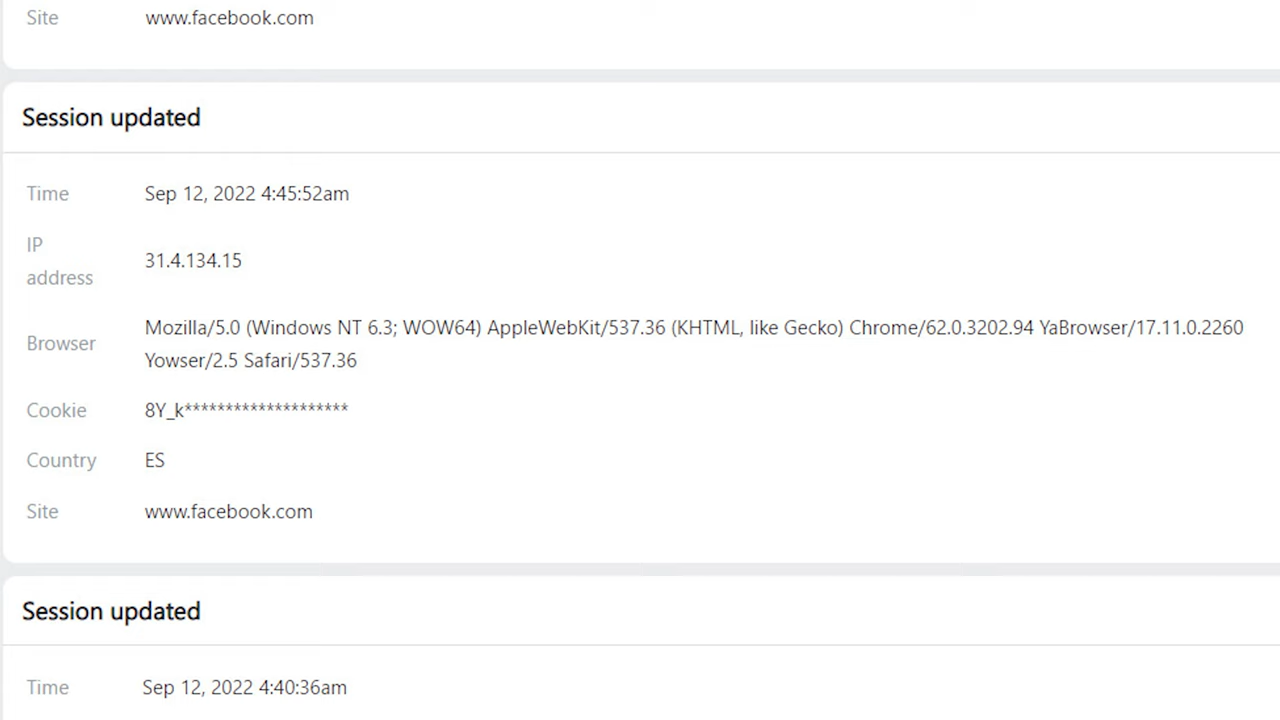 Site www.facebook.com
Session updated
Time Sep 12, 2022 4:45:52am
IP
address 31.4.134.15
Browser Mozilla/5.0 (Windows NT 6.3; WOW64) AppleWebKit/537.36 (KHTML, like Gecko) Chrome/62.0.3202.94 YaBrowser/17.11.0.2260
Yowser/2.5 Safari/537.36
Cookie 8Y_k********************
Country ES
Site www.facebook.com
Session updated
Time Sep 12, 2022 4:40:36am